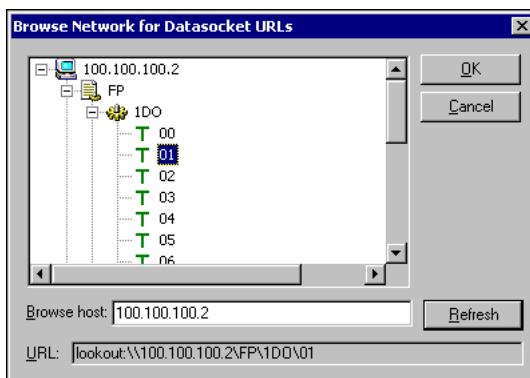 Browse Network for Datasocket URLs
100.100.100.2
FP
1DO
00
01
02
03
04
05
06
OK
Cancel
Browse host: 100.100.100.2
Refresh
URL: lookout:\\100.100.100.2\FP\1DO\01